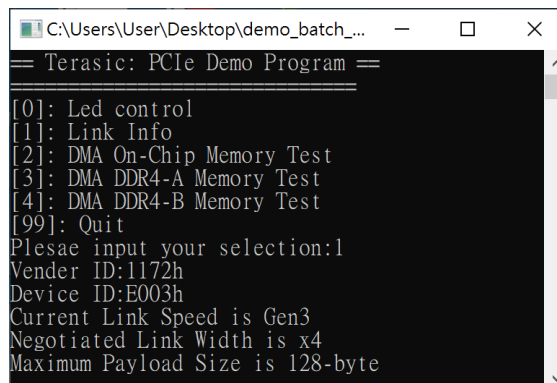 C:\Users\User\Desktop\demo_batch_...
== Terasic: PCIe Demo Program ==
================================
[0]: Led control
[1]: Link Info
[2]: DMA On-Chip Memory Test
[3]: DMA DDR4-A Memory Test
[4]: DMA DDR4-B Memory Test
[99]: Quit
Plesae input your selection:1
Vender ID:1172h
Device ID:E003h
Current Link Speed is Gen3
Negotiated Link Width is x4
Maximum Payload Size is 128-byte